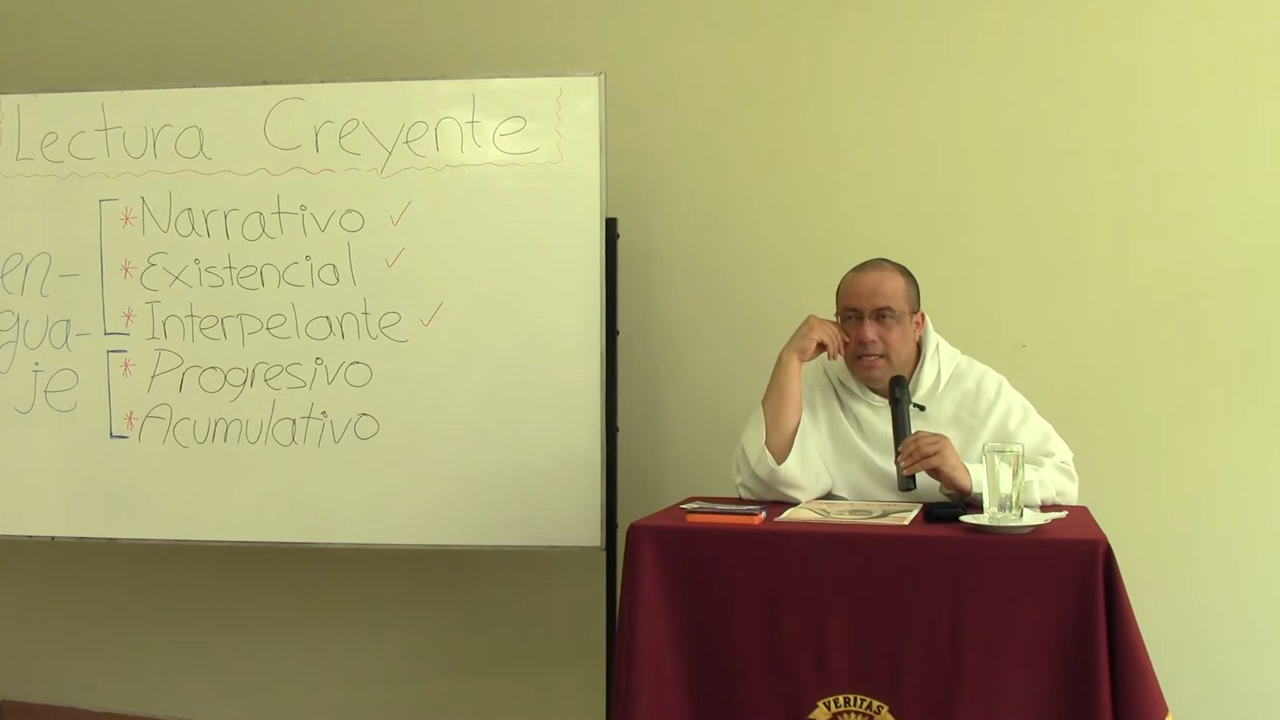 Lectura Creyente
* Narrativo ✓
* Existencial ✓
* Interpelante ✓
* Progresivo
* Acumulativo
en-
gua-
je
VERITAS